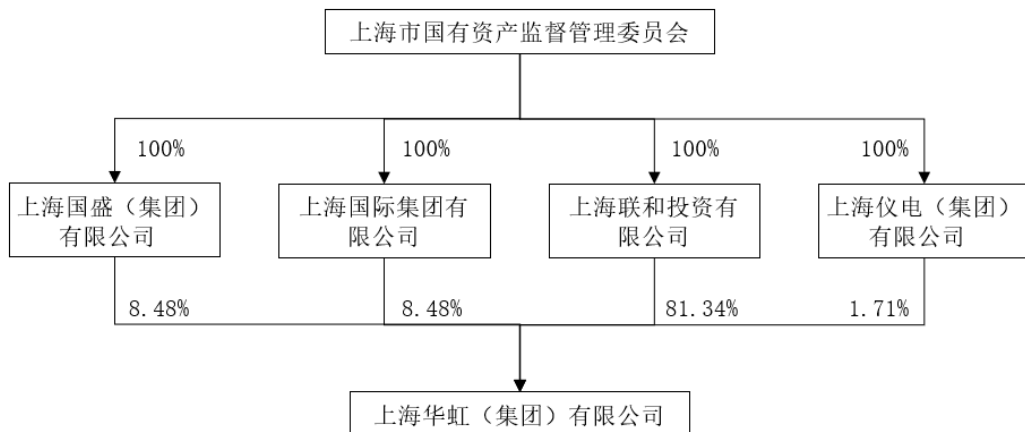 上海市国有资产监督管理委员会
100%
100%
100%
100%
上海国盛（集团）
有限公司
上海国际集团有
限公司
上海联和投资有
限公司
上海仪电（集团）
有限公司
8.48%
8.48%
81.34%
1.71%
上海华虹（集团）有限公司